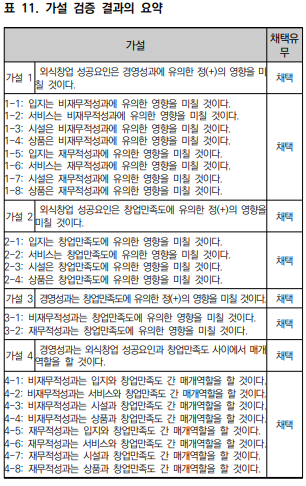 표 11. 가설 검증 결과의 요약
가설
채택유
무
가설 1
외식창업 성공요인은 경영성과에 유의한 정(+)의 영향을 미
칠 것이다.
채택
1-1: 입지는 비재무적성과에 유의한 영향을 미칠 것이다.
1-2: 서비스는 비재무적성과에 유의한 영향을 미칠 것이다.
1-3: 시설은 비재무적성과에 유의한 영향을 미칠 것이다.
1-4: 상품은 비재무적성과에 유의한 영향을 미칠 것이다.
1-5: 입지는 재무적성과에 유의한 영향을 미칠 것이다.
1-6: 서비스는 재무적성과에 유의한 영향을 미칠 것이다.
1-7: 시설은 재무적성과에 유의한 영향을 미칠 것이다.
1-8: 상품은 재무적성과에 유의한 영향을 미칠 것이다.
채택
가설 2
외식창업 성공요인은 창업만족도에 유의한 정(+)의 영향을
미칠 것이다.
채택
2-1: 입지는 창업만족도에 유의한 영향을 미칠 것이다.
2-2: 서비스는 창업만족도에 유의한 영향을 미칠 것이다.
2-3: 시설은 창업만족도에 유의한 영향을 미칠 것이다.
2-4: 상품은 창업만족도에 유의한 영향을 미칠 것이다.
채택
가설 3
경영성과는 창업만족도에 유의한 정(+)의 영향을 미칠 것이다.
채택
3-1: 비재무적성과는 창업만족도에 유의한 영향을 미칠 것이다.
3-2: 재무적성과는 창업만족도에 유의한 영향을 미칠 것이다.
채택
가설 4
경영성과는 외식창업 성공요인과 창업만족도 사이에서 매개
역할을 할 것이다.
채택
4-1: 비재무적성과는 입지와 창업만족도 간 매개역할을 할 것이다.
4-2: 비재무적성과는 서비스와 창업만족도 간 매개역할을 할 것이다.
4-3: 비재무적성과는 시설과 창업만족도 간 매개역할을 할 것이다.
4-4: 비재무적성과는 상품과 창업만족도 간 매개역할을 할 것이다.
4-5: 재무적성과는 입지와 창업만족도 간 매개역할을 할 것이다.
4-6: 재무적성과는 서비스와 창업만족도 간 매개역할을 할 것이다.
4-7: 재무적성과는 시설과 창업만족도 간 매개역할을 할 것이다.
4-8: 재무적성과는 상품과 창업만족도 간 매개역할을 할 것이다.
채택